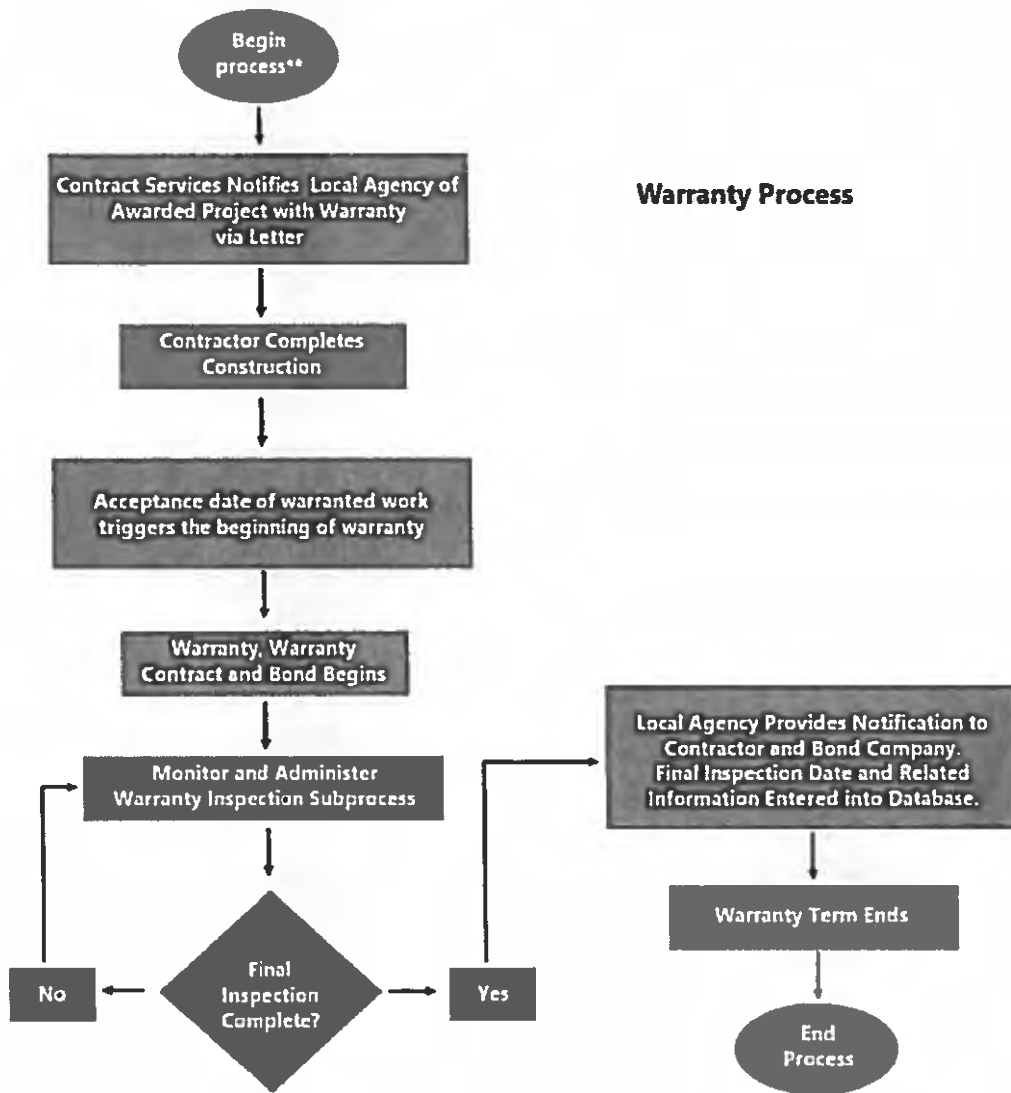 Begin
process**
Contract Services Notifies Local Agency of
Awarded Project with Warranty
via Letter
Warranty Process
Contractor Completes
Construction
Acceptance date of warranted work
triggers the beginning of warranty
Warranty, Warranty
Contract and Bond Begins
Monitor and Administer
Warranty Inspection Subprocess
Final
Inspection
Complete?
No
Yes
Local Agency Provides Notification to
Contractor and Bond Company.
Final Inspection Date and Related
Information Entered into Database.
Warranty Term Ends
End
Process